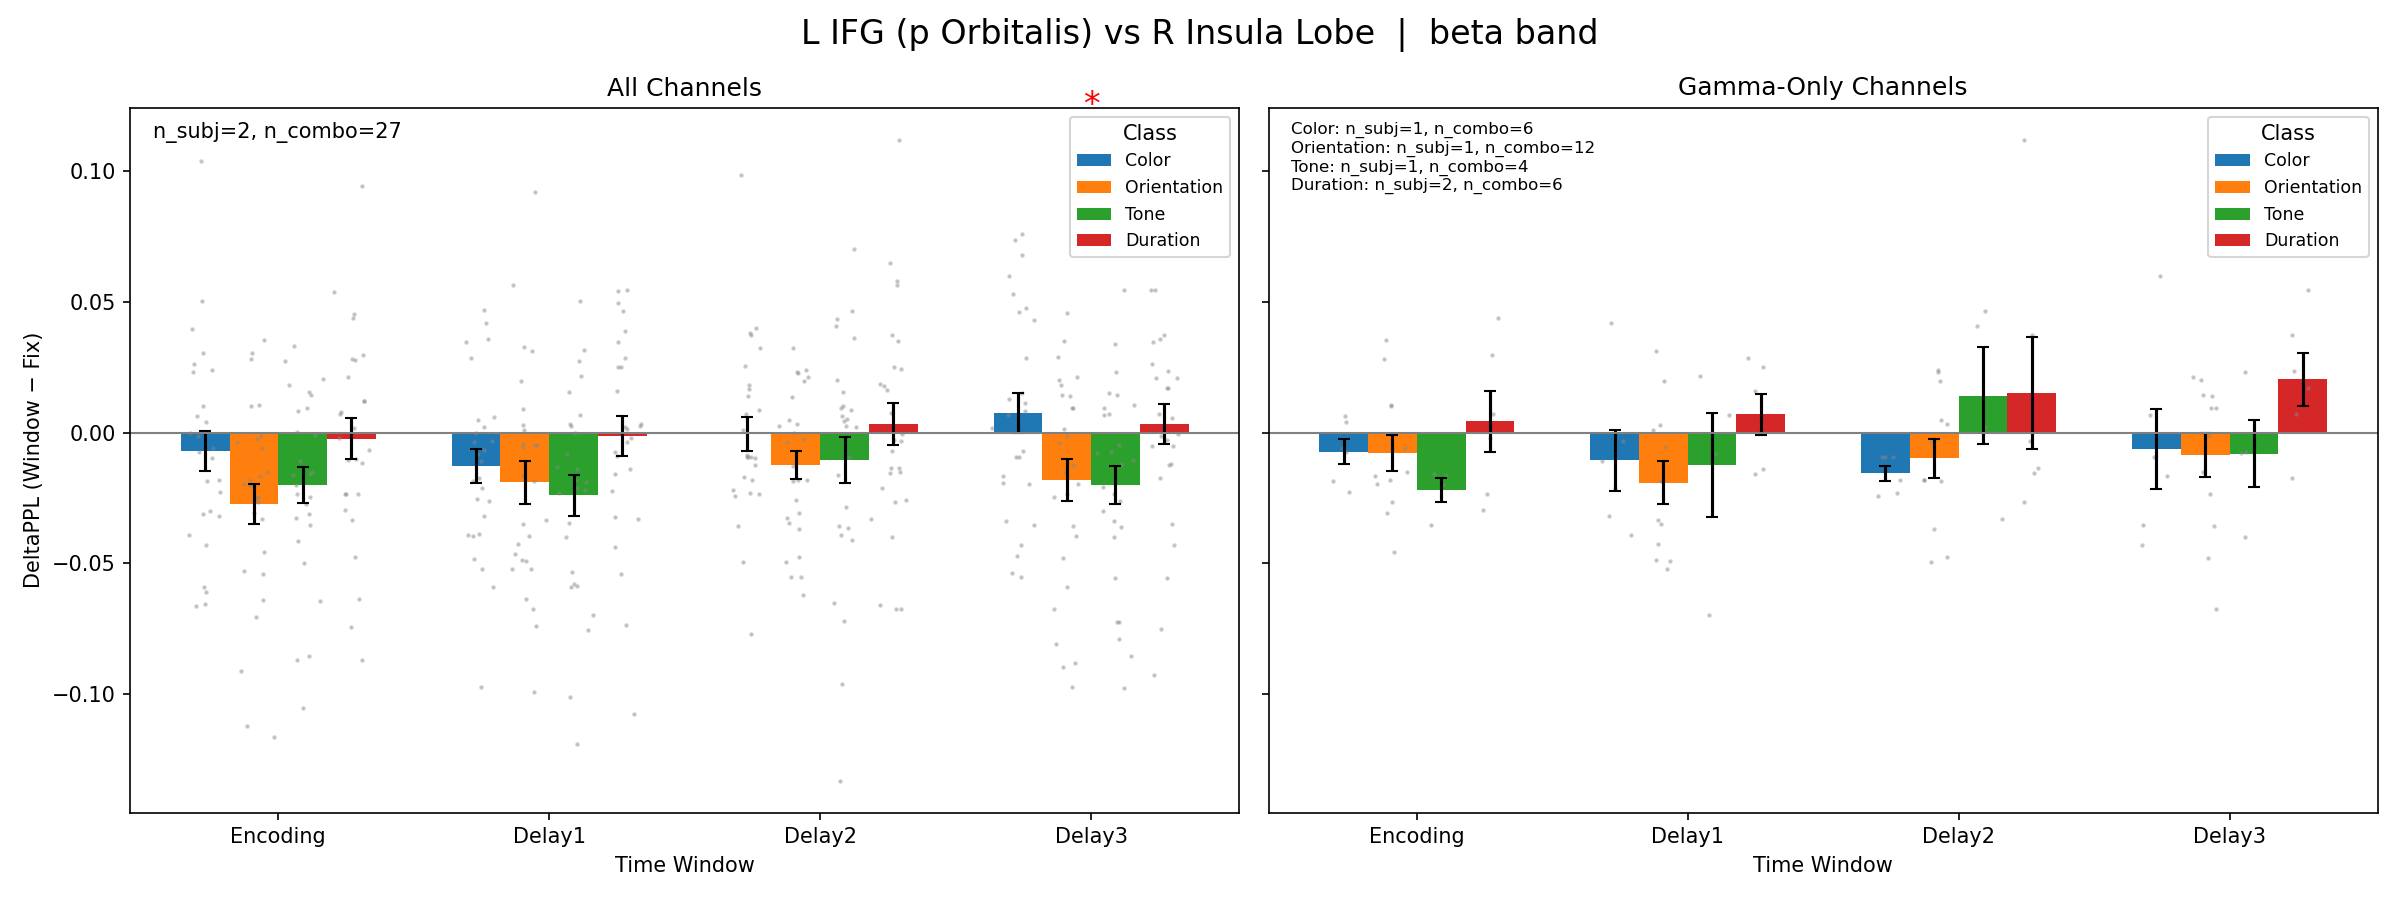 L IFG (p Orbitalis) vs R Insula Lobe | beta band
All Channels
*
n_subj=2, n_combo=27
Class
Color
Orientation
Tone
Duration
DeltaPPL (Window − Fix)
0.10
0.05
0.00
−0.05
−0.10
Encoding
Delay1
Delay2
Delay3
Time Window
Gamma-Only Channels
Color: n_subj=1, n_combo=6
Orientation: n_subj=1, n_combo=12
Tone: n_subj=1, n_combo=4
Duration: n_subj=2, n_combo=6
Class
Color
Orientation
Tone
Duration
Encoding
Delay1
Delay2
Delay3
Time Window